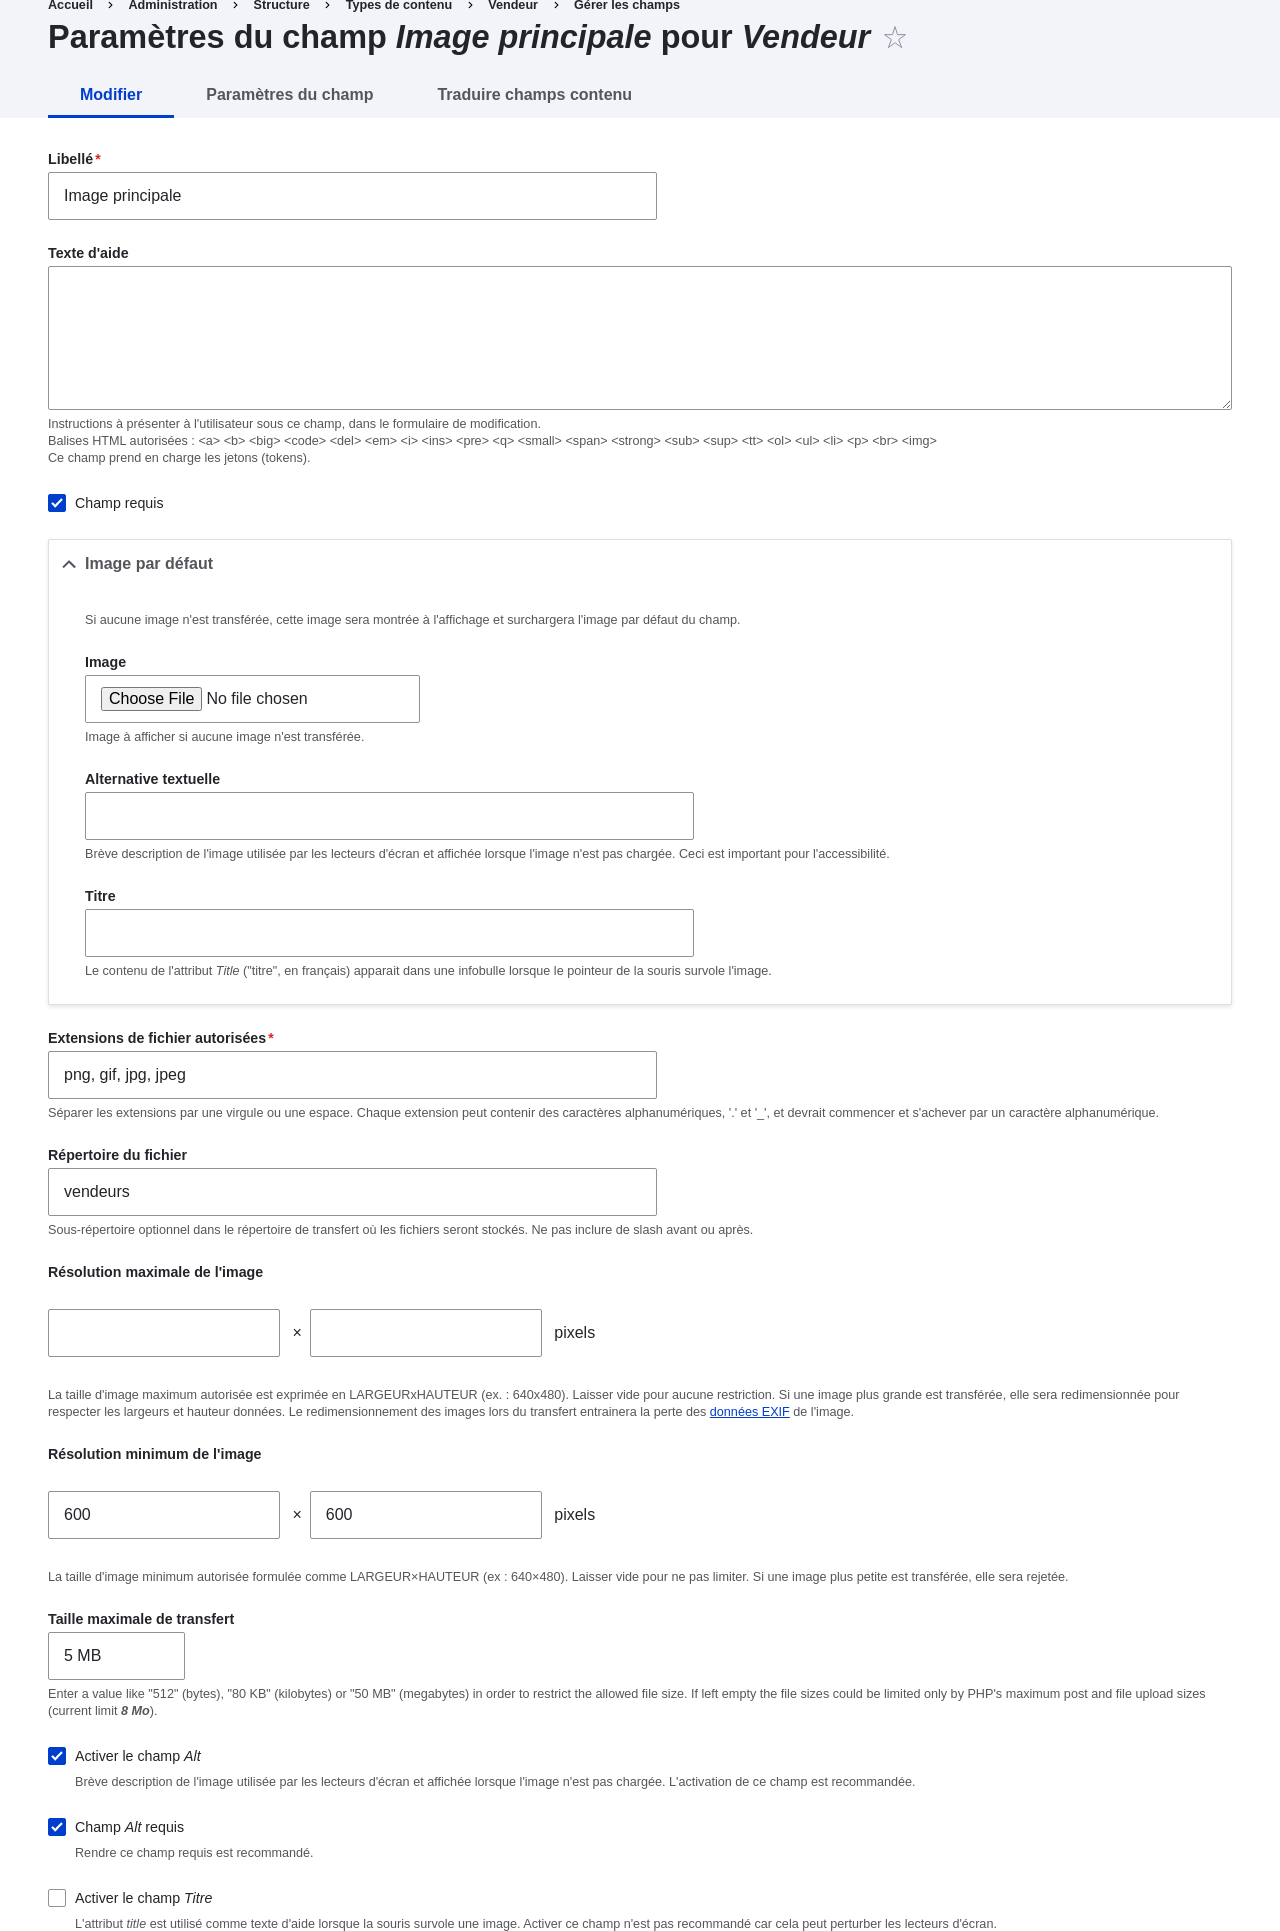 Accueil > Administration > Structure > Types de contenu > Vendeur > Gérer les champs
Paramètres du champ Image principale pour Vendeur ☆
Modifier Paramètres du champ Traduire champs contenu
Libellé*
Image principale
Texte d'aide
Instructions à présenter à l'utilisateur sous ce champ, dans le formulaire de modification.
Balises HTML autorisées : <a> <b> <big> <code> <del> <em> <i> <ins> <pre> <q> <small> <span> <strong> <sub> <sup> <tt> <ol> <ul> <li> <p> <br> <img>
Ce champ prend en charge les jetons (tokens).
Champ requis
Image par défaut
Si aucune image n'est transférée, cette image sera montrée à l'affichage et surchargera l'image par défaut du champ.
Image
Choose File No file chosen
Image à afficher si aucune image n'est transférée.
Alternative textuelle
Brève description de l'image utilisée par les lecteurs d'écran et affichée lorsque l'image n'est pas chargée. Ceci est important pour l'accessibilité.
Titre
Le contenu de l'attribut Title ("titre", en français) apparait dans une infobulle lorsque le pointeur de la souris survole l'image.
Extensions de fichier autorisées*
png, gif, jpg, jpeg
Séparer les extensions par une virgule ou une espace. Chaque extension peut contenir des caractères alphanumériques, '.' et '_', et devrait commencer et s'achever par un caractère alphanumérique.
Répertoire du fichier
vendeurs
Sous-répertoire optionnel dans le répertoire de transfert où les fichiers seront stockés. Ne pas inclure de slash avant ou après.
Résolution maximale de l'image
× pixels
La taille d'image maximum autorisée est exprimée en LARGEURxHAUTEUR (ex. : 640x480). Laisser vide pour aucune restriction. Si une image plus grande est transférée, elle sera redimensionnée pour
respecter les largeurs et hauteur données. Le redimensionnement des images lors du transfert entrainera la perte des données EXIF de l'image.
Résolution minimum de l'image
600 × 600 pixels
La taille d'image minimum autorisée formulée comme LARGEUR×HAUTEUR (ex : 640×480). Laisser vide pour ne pas limiter. Si une image plus petite est transférée, elle sera rejetée.
Taille maximale de transfert
5 MB
Enter a value like "512" (bytes), "80 KB" (kilobytes) or "50 MB" (megabytes) in order to restrict the allowed file size. If left empty the file sizes could be limited only by PHP's maximum post and file upload sizes
(current limit 8 Mo).
Activer le champ Alt
Brève description de l'image utilisée par les lecteurs d'écran et affichée lorsque l'image n'est pas chargée. L'activation de ce champ est recommandée.
Champ Alt requis
Rendre ce champ requis est recommandé.
Activer le champ Titre
L'attribut title est utilisé comme texte d'aide lorsque la souris survole une image. Activer ce champ n'est pas recommandé car cela peut perturber les lecteurs d'écran.